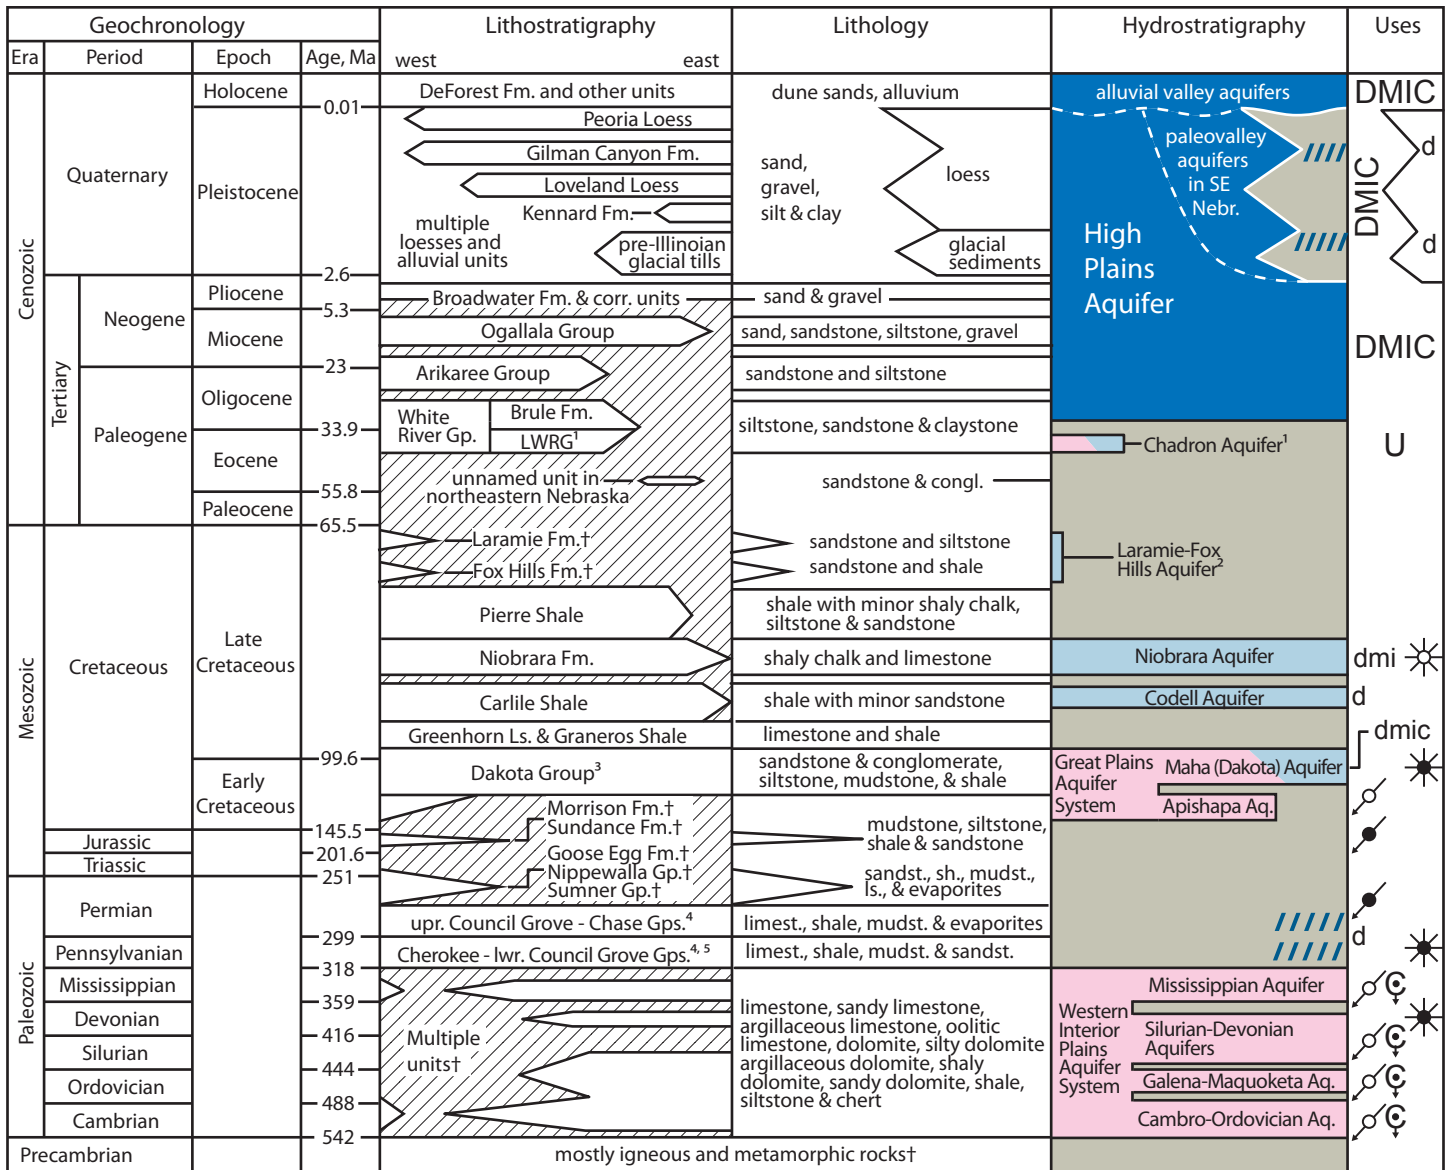 Geochronology
Lithostratigraphy
Lithology
Hydrostratigraphy
Uses
Era
Period
Epoch
Age, Ma
west
east
Cenozoic
Mesozoic
Paleozoic
Quaternary
Tertiary
Neogene
Paleogene
Cretaceous
Jurassic
Triassic
Permian
Pennsylvanian
Mississippian
Devonian
Silurian
Ordovician
Cambrian
Precambrian
Holocene
Pleistocene
Pliocene
Miocene
Oligocene
Eocene
Paleocene
Late
Cretaceous
Early
Cretaceous
0.01
2.6
5.3
23
33.9
55.8
65.5
99.6
145.5
201.6
251
299
318
359
416
444
488
542
DeForest Fm. and other units
Peoria Loess
Gilman Canyon Fm.
Loveland Loess
Kennard Fm.
multiple
loesses and
alluvial units
pre-Illinoian
glacial tills
Broadwater Fm. & corr. units
Ogallala Group
Arikaree Group
White
River Gp.
Brule Fm.
LWRG¹
unnamed unit in
northeastern Nebraska
Laramie Fm.†
Fox Hills Fm.†
Pierre Shale
Niobrara Fm.
Carlile Shale
Greenhorn Ls. & Graneros Shale
Dakota Group³
Morrison Fm.†
Sundance Fm.†
Goose Egg Fm.†
Nippewalla Gp.†
Sumner Gp.†
upr. Council Grove - Chase Gps.⁴
Cherokee - lwr. Council Grove Gps.⁴, ⁵
Multiple
units†
mostly igneous and metamorphic rocks†
dune sands, alluvium
sand,
gravel,
silt & clay
loess
glacial
sediments
sand & gravel
sand, sandstone, siltstone, gravel
sandstone and siltstone
siltstone, sandstone & claystone
sandstone & congl.
sandstone and siltstone
sandstone and shale
shale with minor shaly chalk,
siltstone & sandstone
shaly chalk and limestone
shale with minor sandstone
limestone and shale
sandstone & conglomerate,
siltstone, mudstone, & shale
mudstone, siltstone,
shale & sandstone
sandst., sh., mudst.,
ls., & evaporites
limest., shale, mudst. & evaporites
limest., shale, mudst. & sandst.
limestone, sandy limestone,
argillaceous limestone, oolitic
limestone, dolomite, silty dolomite
argillaceous dolomite, shaly
dolomite, sandy dolomite, shale,
siltstone & chert
alluvial valley aquifers
paleovalley
aquifers
in SE
Nebr.
High
Plains
Aquifer
Chadron Aquifer¹
Laramie-Fox
Hills Aquifer²
Niobrara Aquifer
Codell Aquifer
Great Plains
Aquifer
System
Maha (Dakota) Aquifer
Apishapa Aq.
Western
Interior
Plains
Aquifer
System
Mississippian Aquifer
Silurian-Devonian
Aquifers
Galena-Maquoketa Aq.
Cambro-Ordovician Aq.
DMIC
DMIC
d
d
DMIC
U
dmi
d
dmic
d
C
C
C
C